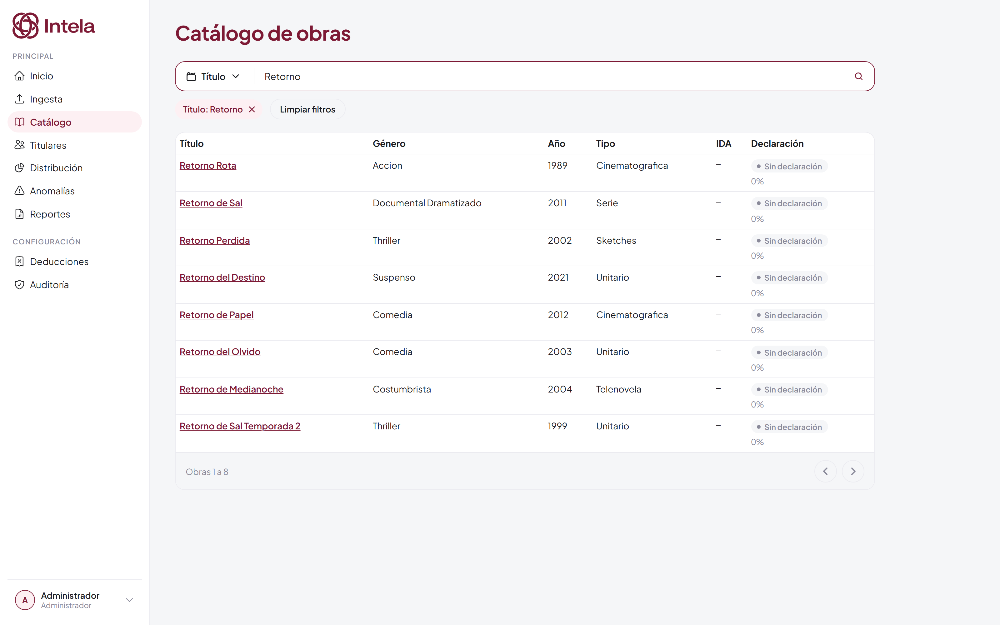 Intela
PRINCIPAL
Inicio
Ingesta
Catálogo
Titulares
Distribución
Anomalías
Reportes
CONFIGURACIÓN
Deducciones
Auditoría
A
Administrador
Administrador
Catálogo de obras
Título Retorno
Título: Retorno Limpiar filtros
Título Género Año Tipo IDA Declaración
Retorno Rota Accion 1989 Cinematografica – Sin declaración
0%
Retorno de Sal Documental Dramatizado 2011 Serie – Sin declaración
0%
Retorno Perdida Thriller 2002 Sketches – Sin declaración
0%
Retorno del Destino Suspenso 2021 Unitario – Sin declaración
0%
Retorno de Papel Comedia 2012 Cinematografica – Sin declaración
0%
Retorno del Olvido Comedia 2003 Unitario – Sin declaración
0%
Retorno de Medianoche Costumbrista 2004 Telenovela – Sin declaración
0%
Retorno de Sal Temporada 2 Thriller 1999 Unitario – Sin declaración
0%
Obras 1 a 8